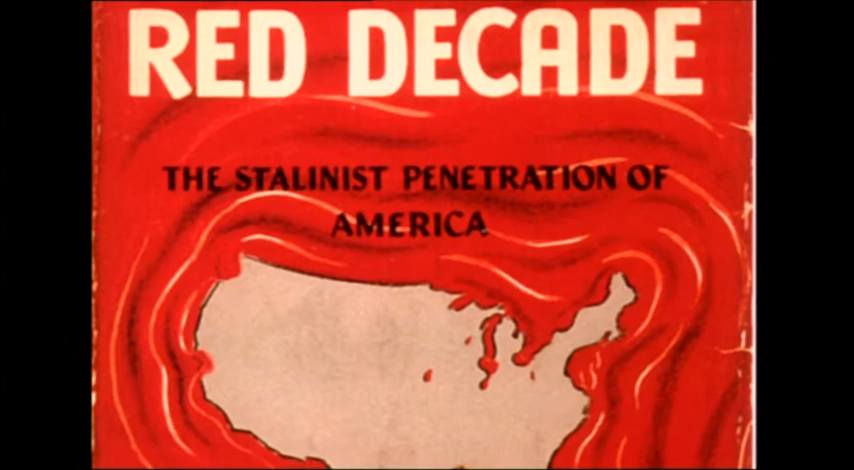 RED DECADE
THE STALINIST PENETRATION OF
AMERICA